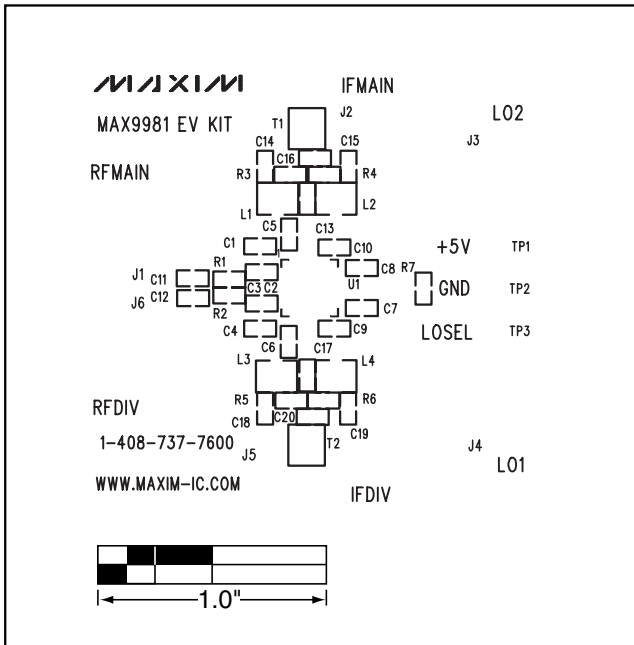 MAXIM
IFMAIN
J2
LO2
T1
MAX9981 EV KIT
J3
C14
C15
C16
RFMAIN
R3
R4
L1
L2
C5
C13
C1
C10
+5V
TP1
J1
R1
C8
R7
C11
C3
C2
U1
GND
TP2
J6
C12
R2
C7
C4
C9
LOSEL
TP3
C6
C17
L3
L4
R5
R6
RFDIV
C18
C20
C19
1-408-737-7600
T2
J4
J5
LO1
WWW.MAXIM-IC.COM
IFDIV
1.0"